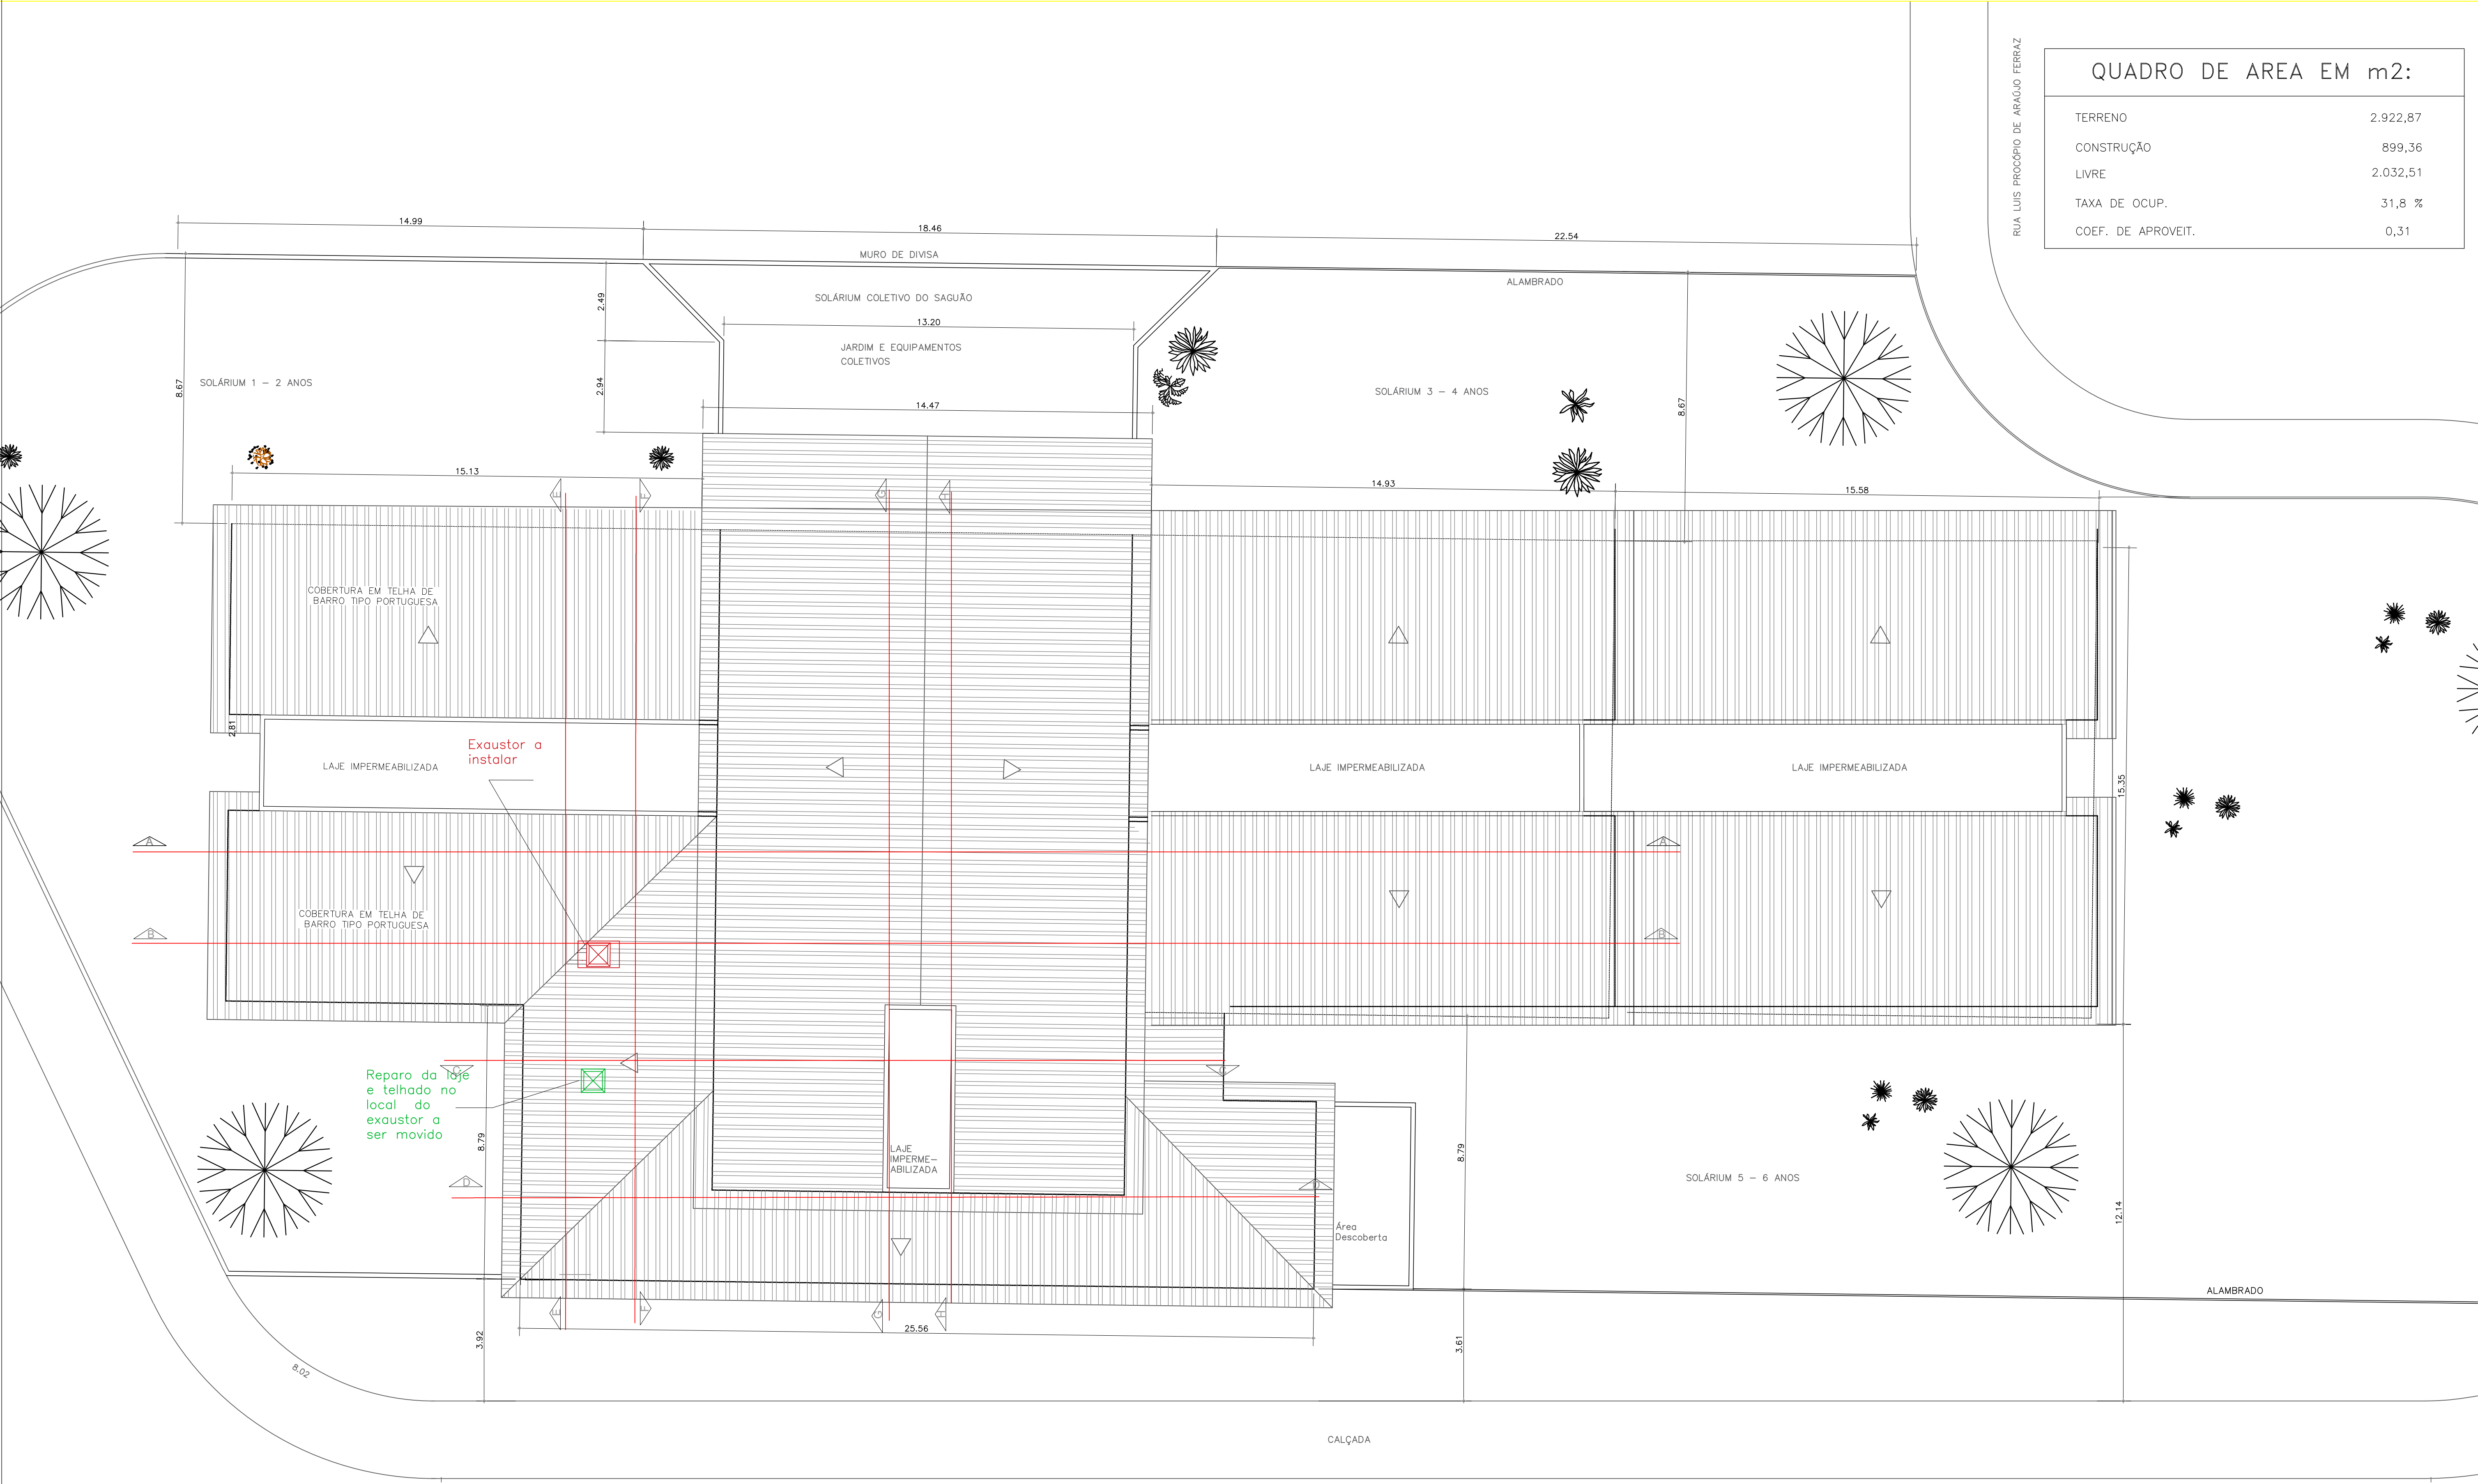 QUADRO DE AREA EM m2:
TERRENO 2.922,87
CONSTRUÇÃO 899,36
LIVRE 2.032,51
TAXA DE OCUP. 31,8 %
COEF. DE APROVEIT. 0,31
RUA LUIS PROCÓPIO DE ARAÚJO FERRAZ
14.99
18.46
22.54
MURO DE DIVISA
ALAMBRADO
SOLÁRIUM COLETIVO DO SAGUÃO
2.49
13.20
JARDIM E EQUIPAMENTOS
COLETIVOS
8.67
SOLÁRIUM 1 - 2 ANOS
2.94
SOLÁRIUM 3 - 4 ANOS
8.67
14.47
15.13
14.93
15.58
E
F
G
H
COBERTURA EM TELHA DE
BARRO TIPO PORTUGUESA
2.81
Exaustor a
instalar
LAJE IMPERMEABILIZADA
LAJE IMPERMEABILIZADA
LAJE IMPERMEABILIZADA
15.35
A
A
COBERTURA EM TELHA DE
BARRO TIPO PORTUGUESA
B
B
Reparo da laje
e telhado no
local do
exaustor a
ser movido
C
C
8.79
LAJE
IMPERME-
ABILIZADA
8.79
SOLÁRIUM 5 - 6 ANOS
D
D
12.14
Área
Descoberta
ALAMBRADO
E
F
G
H
25.56
3.92
3.61
8.02
CALÇADA